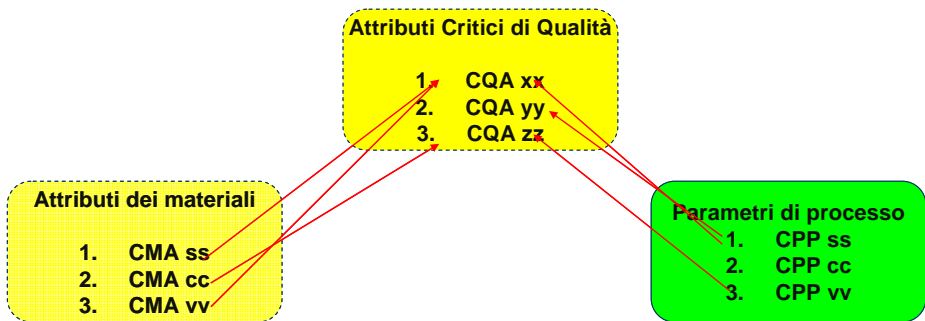 Attributi Critici di Qualità
1. CQA xx
2. CQA yy
3. CQA zz
Attributi dei materiali
1. CMA ss
2. CMA cc
3. CMA vv
Parametri di processo
1. CPP ss
2. CPP cc
3. CPP vv